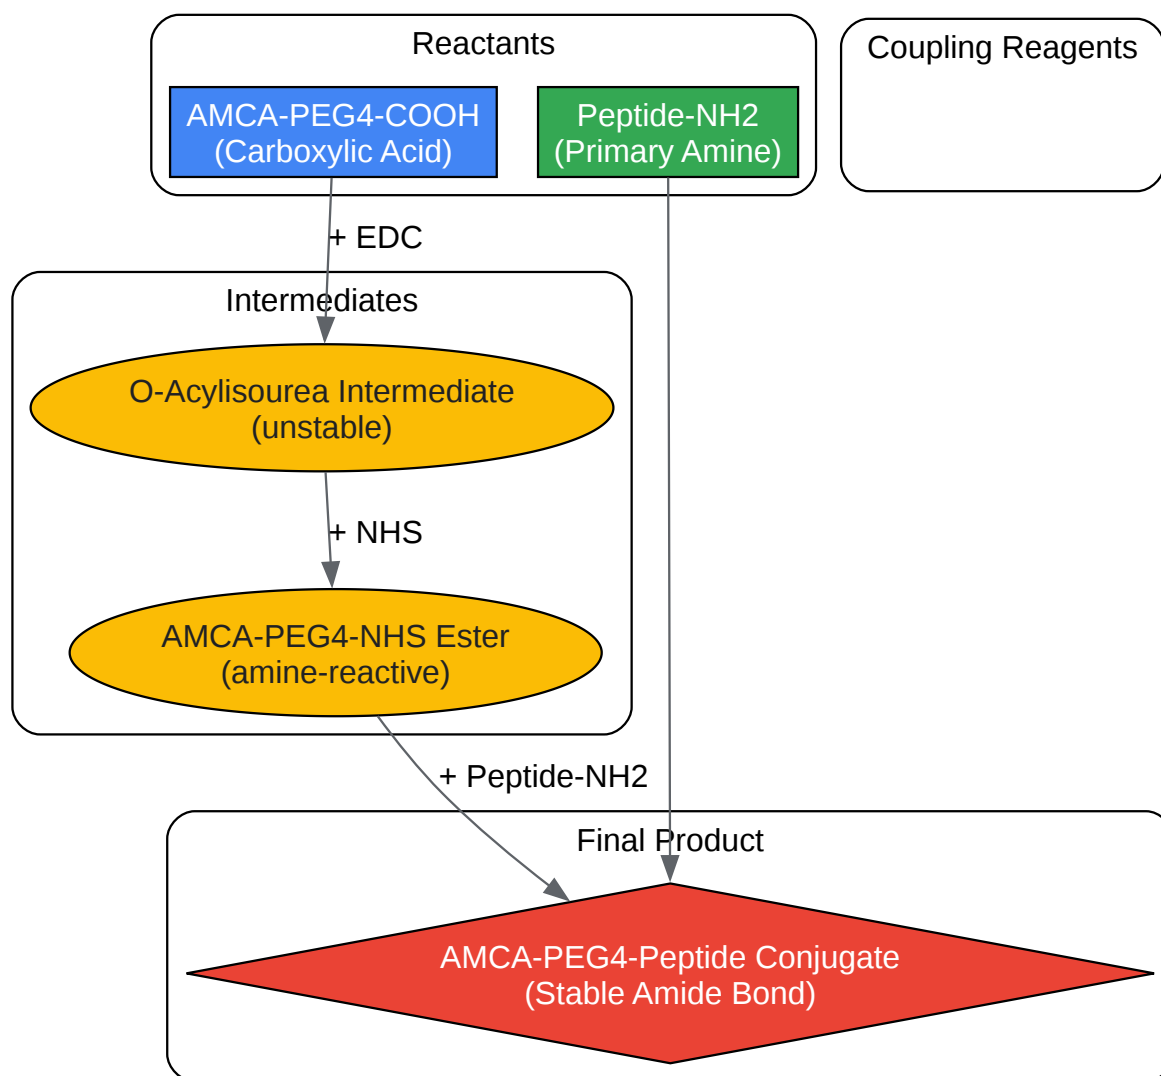 Reactants
Coupling Reagents
AMCA-PEG4-COOH
(Carboxylic Acid)
Peptide-NH2
(Primary Amine)
+ EDC
Intermediates
O-Acylisourea Intermediate
(unstable)
+ NHS
AMCA-PEG4-NHS Ester
(amine-reactive)
+ Peptide-NH2
Final Product
AMCA-PEG4-Peptide Conjugate
(Stable Amide Bond)